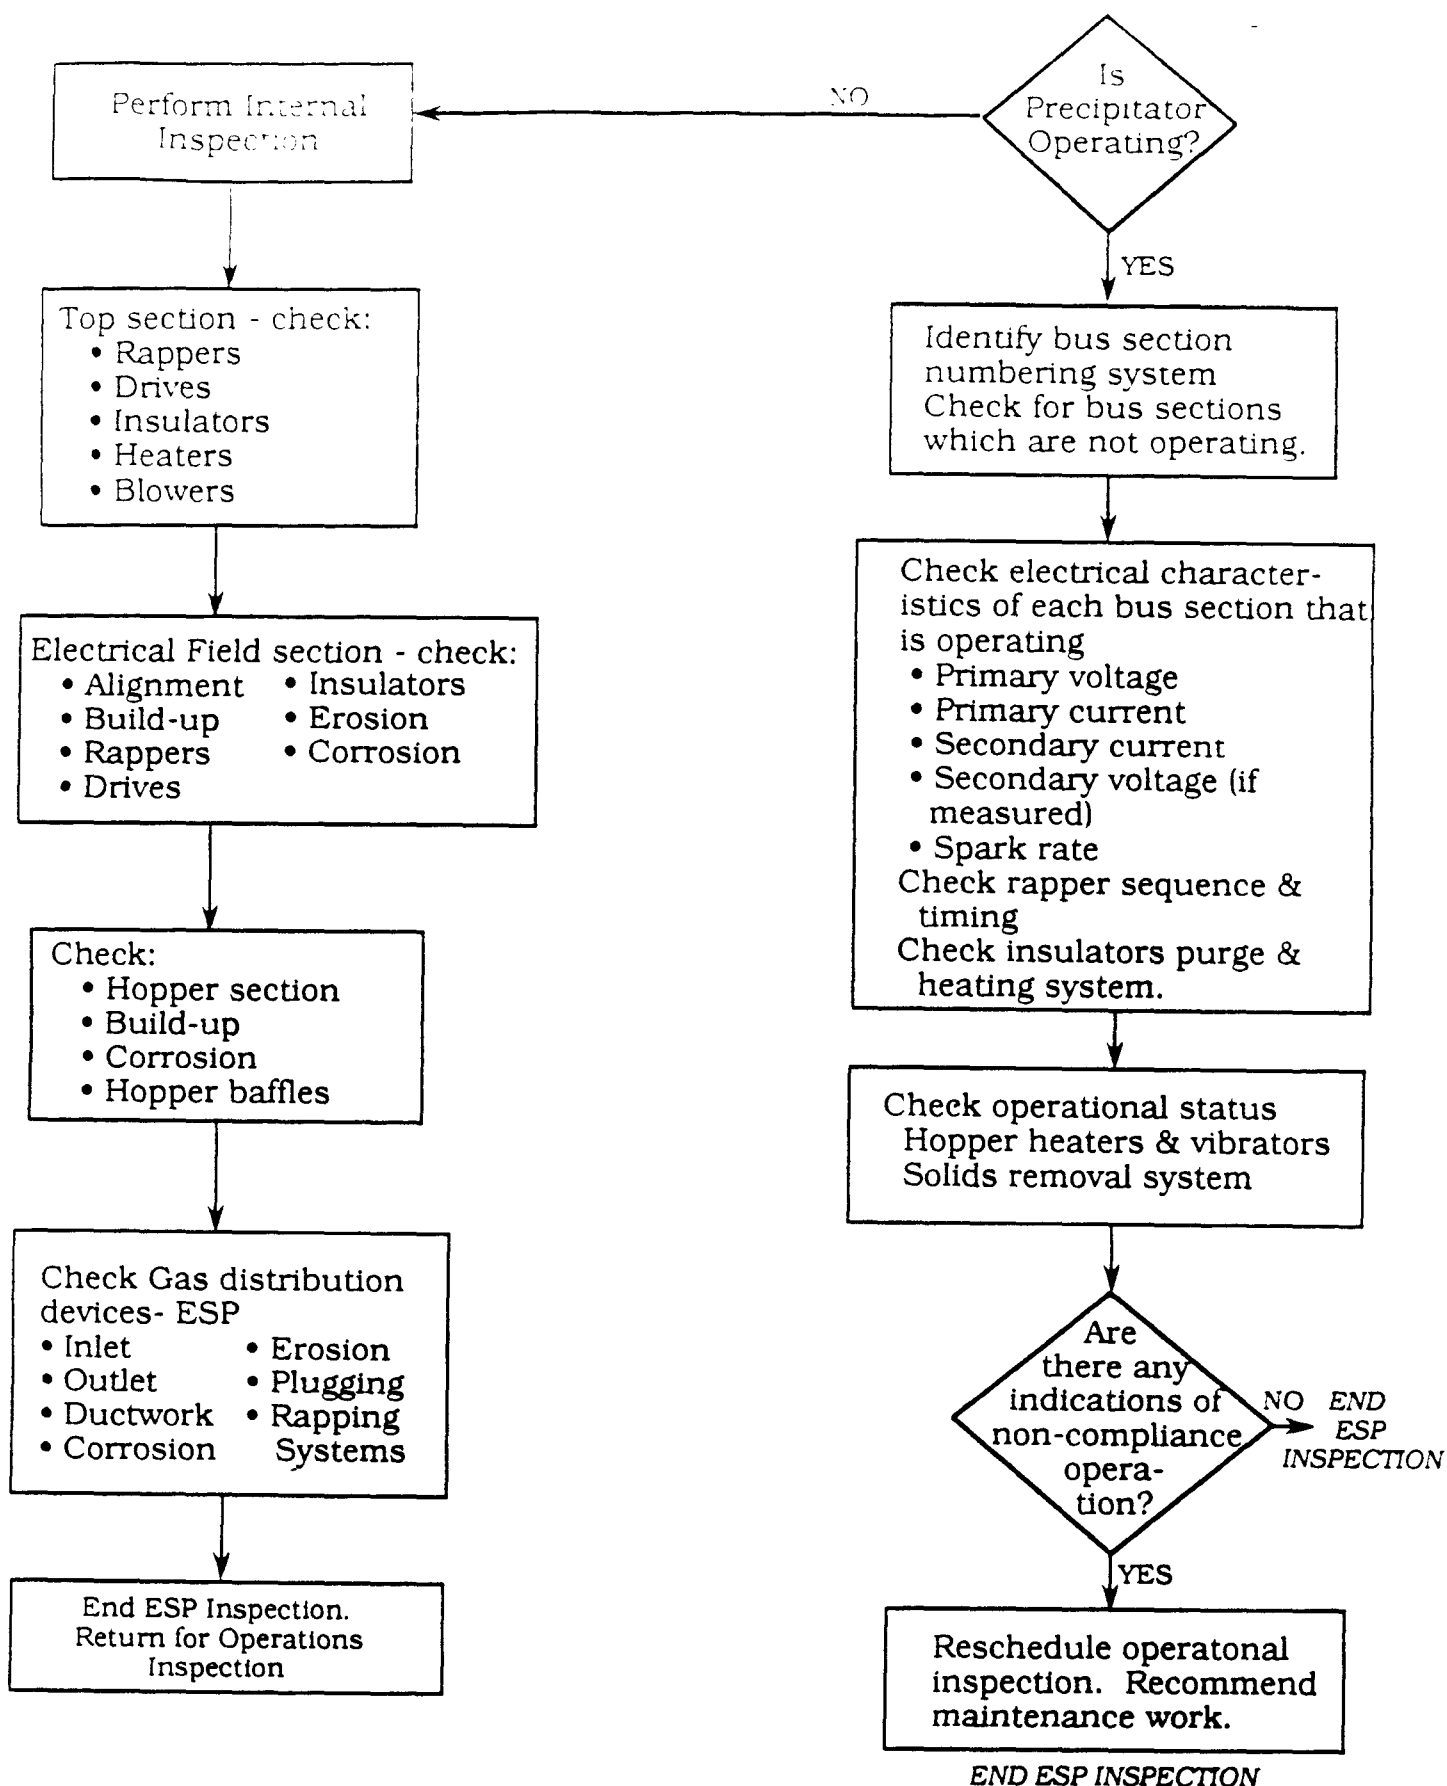 Is
Precipitator
Operating?
NO
Perform Internal
Inspection
Top section - check:
• Rappers
• Drives
• Insulators
• Heaters
• Blowers
Electrical Field section - check:
• Alignment • Insulators
• Build-up • Erosion
• Rappers • Corrosion
• Drives
Check:
• Hopper section
• Build-up
• Corrosion
• Hopper baffles
Check Gas distribution
devices- ESP
• Inlet • Erosion
• Outlet • Plugging
• Ductwork • Rapping
• Corrosion Systems
End ESP Inspection.
Return for Operations
Inspection
YES
Identify bus section
numbering system
Check for bus sections
which are not operating.
Check electrical character-
istics of each bus section that
is operating
• Primary voltage
• Primary current
• Secondary current
• Secondary voltage (if
measured)
• Spark rate
Check rapper sequence &
timing
Check insulators purge &
heating system.
Check operational status
Hopper heaters & vibrators
Solids removal system
Are
there any
indications of
non-compliance
opera-
tion?
NO END
ESP
INSPECTION
YES
Reschedule operatonal
inspection. Recommend
maintenance work.
END ESP INSPECTION